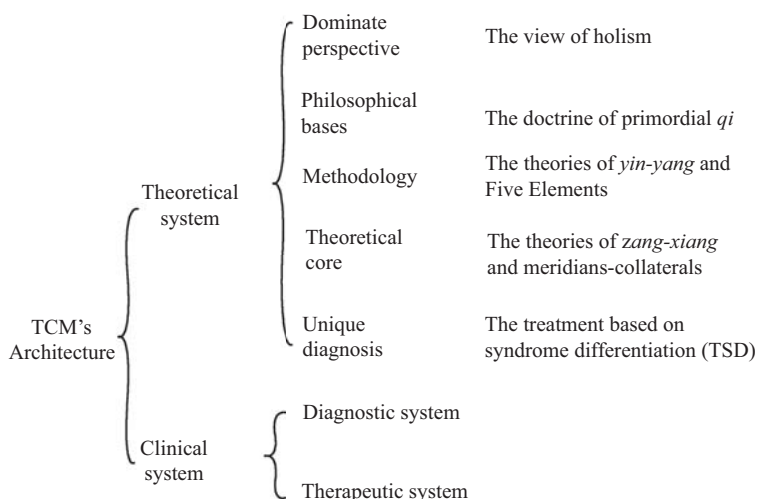 Dominate
perspective
The view of holism
Philosophical
bases
The doctrine of primordial qi
Methodology
The theories of yin-yang and
Five Elements
Theoretical
system
Theoretical
core
The theories of zang-xiang
and meridians-collaterals
TCM's
Architecture
Unique
diagnosis
The treatment based on
syndrome differentiation (TSD)
Diagnostic system
Clinical
system
Therapeutic system